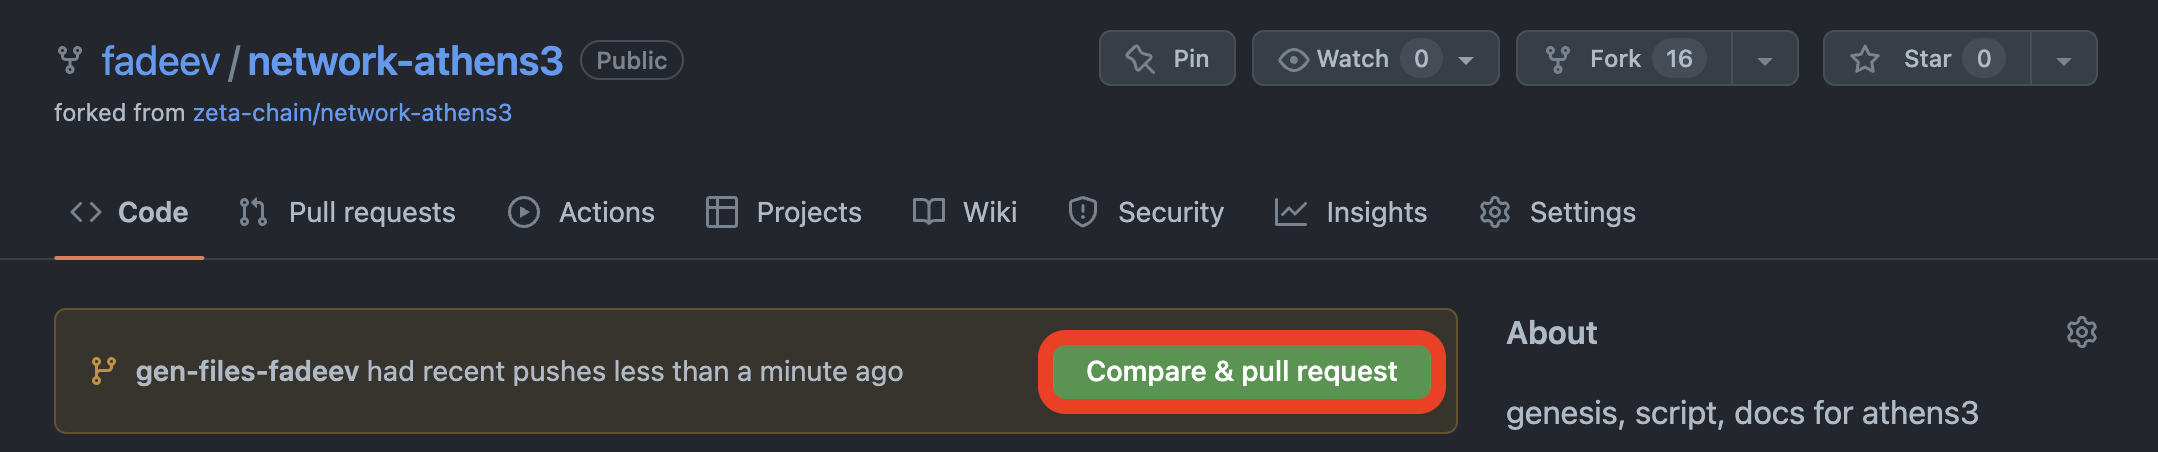 fadeev / network-athens3 Public Pin Watch 0 Fork 16 Star 0
forked from zeta-chain/network-athens3
Code Pull requests Actions Projects Wiki Security Insights Settings
gen-files-fadeev had recent pushes less than a minute ago Compare & pull request
About
genesis, script, docs for athens3